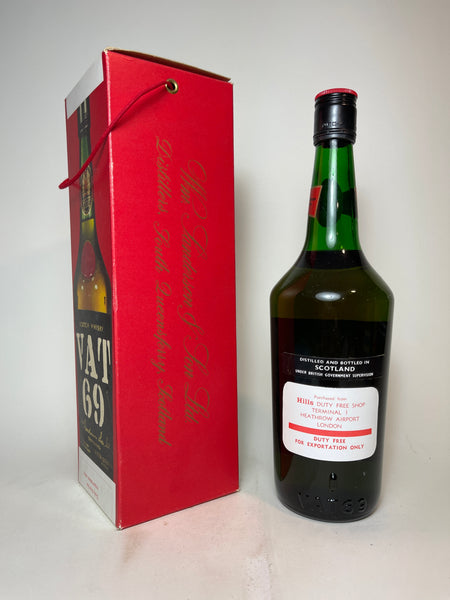 SCOTCH WHISKY
VAT
69
Wm. Sanderson & Son Ltd
Distillers, South Queensferry, Scotland
DISTILLED AND BOTTLED IN
SCOTLAND
UNDER BRITISH GOVERNMENT SUPERVISION
Purchased from
Hills DUTY FREE SHOP
TERMINAL 1
HEATHROW AIRPORT
LONDON
DUTY FREE
FOR EXPORTATION ONLY
VAT 69